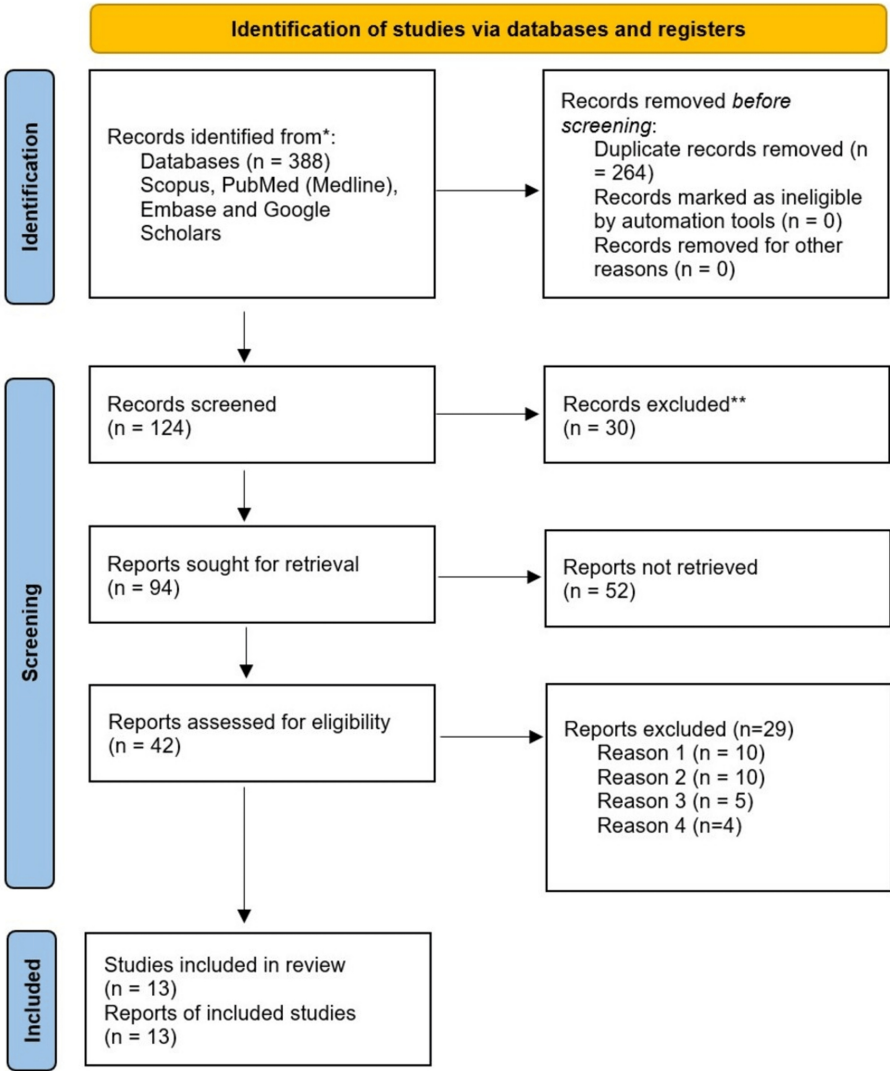 Identification of studies via databases and registers
Identification
Records identified from*:
Databases (n = 388)
Scopus, PubMed (Medline),
Embase and Google
Scholars
Records removed before
screening:
Duplicate records removed (n
= 264)
Records marked as ineligible
by automation tools (n = 0)
Records removed for other
reasons (n = 0)
Screening
Records screened
(n = 124)
Records excluded**
(n = 30)
Reports sought for retrieval
(n = 94)
Reports not retrieved
(n = 52)
Reports assessed for eligibility
(n = 42)
Reports excluded (n=29)
Reason 1 (n = 10)
Reason 2 (n = 10)
Reason 3 (n = 5)
Reason 4 (n=4)
Included
Studies included in review
(n = 13)
Reports of included studies
(n = 13)